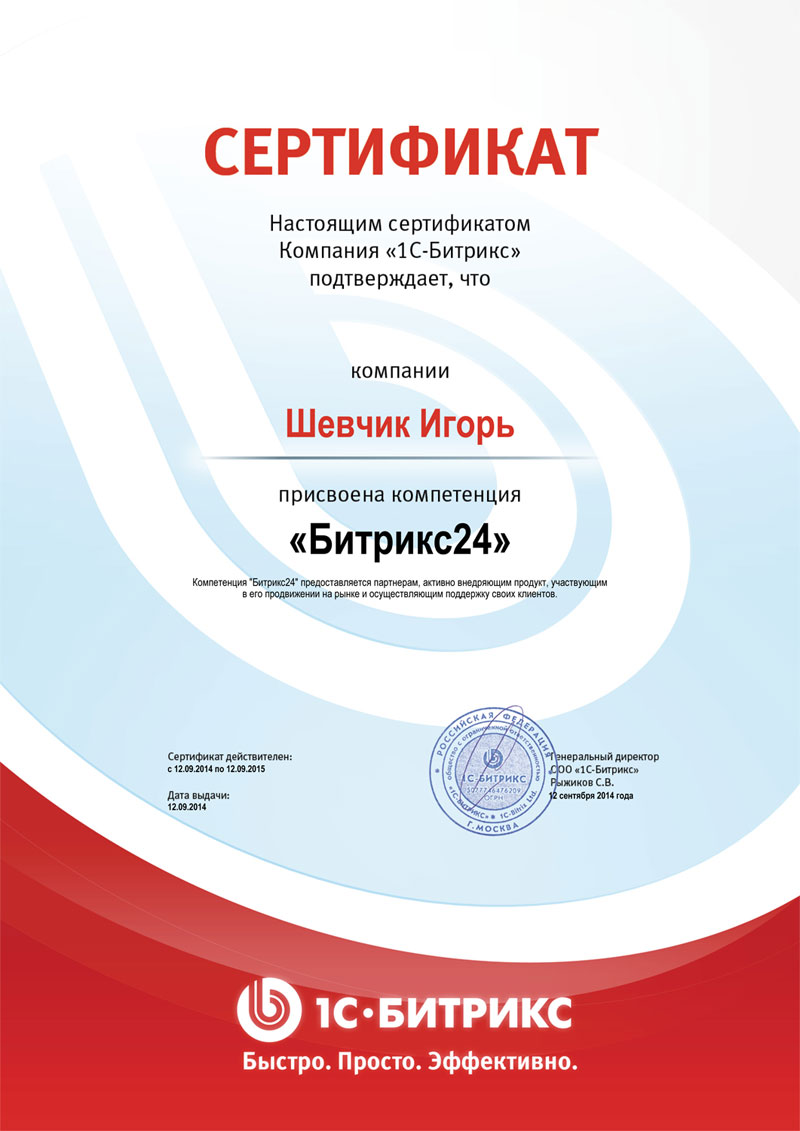 СЕРТИФИКАТ
Настоящим сертификатом
Компания «1С-Битрикс»
подтверждает, что
компании
Шевчик Игорь
присвоена компетенция
«Битрикс24»
Компетенция "Битрикс24" предоставляется партнерам, активно внедряющим продукт, участвующим
в его продвижении на рынке и осуществляющим поддержку своих клиентов.
Сертификат действителен:
с 12.09.2014 по 12.09.2015
Дата выдачи:
12.09.2014
РОССИЙСКАЯ ФЕДЕРАЦИЯ
общество с ограниченной ответственностью
1С·БИТРИКС
ОГРН
«1С-БИТРИКС» * 1C-Bitrix Ltd.
Г.МОСКВА
Генеральный директор
ООО «1С-Битрикс»
Рыжиков С.В.
12 сентября 2014 года
1С·БИТРИКС
Быстро. Просто. Эффективно.